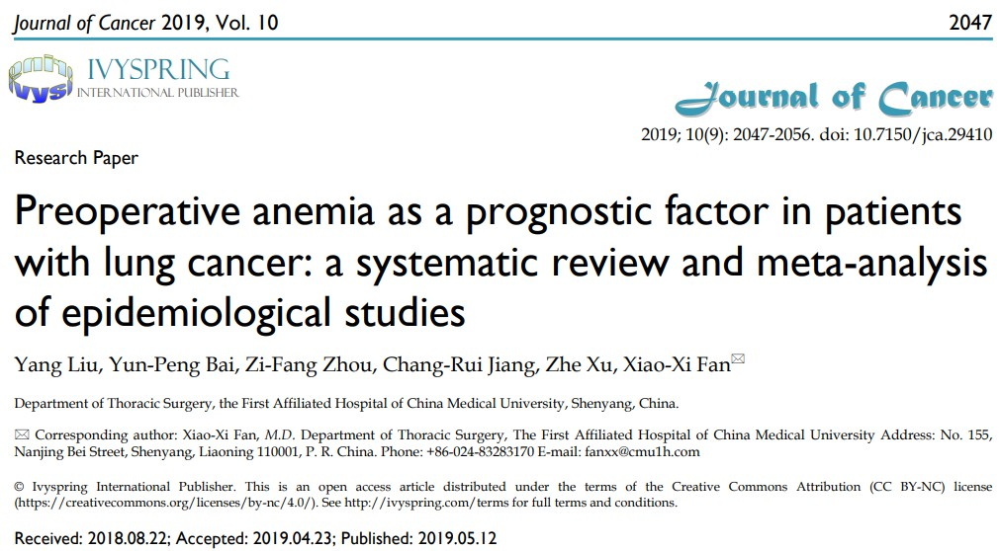 Journal of Cancer 2019, Vol. 10 2047
IVYSPRING
INTERNATIONAL PUBLISHER
Journal of Cancer
2019; 10(9): 2047-2056. doi: 10.7150/jca.29410
Research Paper
Preoperative anemia as a prognostic factor in patients
with lung cancer: a systematic review and meta-analysis
of epidemiological studies
Yang Liu, Yun-Peng Bai, Zi-Fang Zhou, Chang-Rui Jiang, Zhe Xu, Xiao-Xi Fan✉
Department of Thoracic Surgery, the First Affiliated Hospital of China Medical University, Shenyang, China.
✉ Corresponding author: Xiao-Xi Fan, M.D. Department of Thoracic Surgery, The First Affiliated Hospital of China Medical University Address: No. 155,
Nanjing Bei Street, Shenyang, Liaoning 110001, P. R. China. Phone: +86-024-83283170 E-mail: fanxx@cmu1h.com
© Ivyspring International Publisher. This is an open access article distributed under the terms of the Creative Commons Attribution (CC BY-NC) license
(https://creativecommons.org/licenses/by-nc/4.0/). See http://ivyspring.com/terms for full terms and conditions.
Received: 2018.08.22; Accepted: 2019.04.23; Published: 2019.05.12